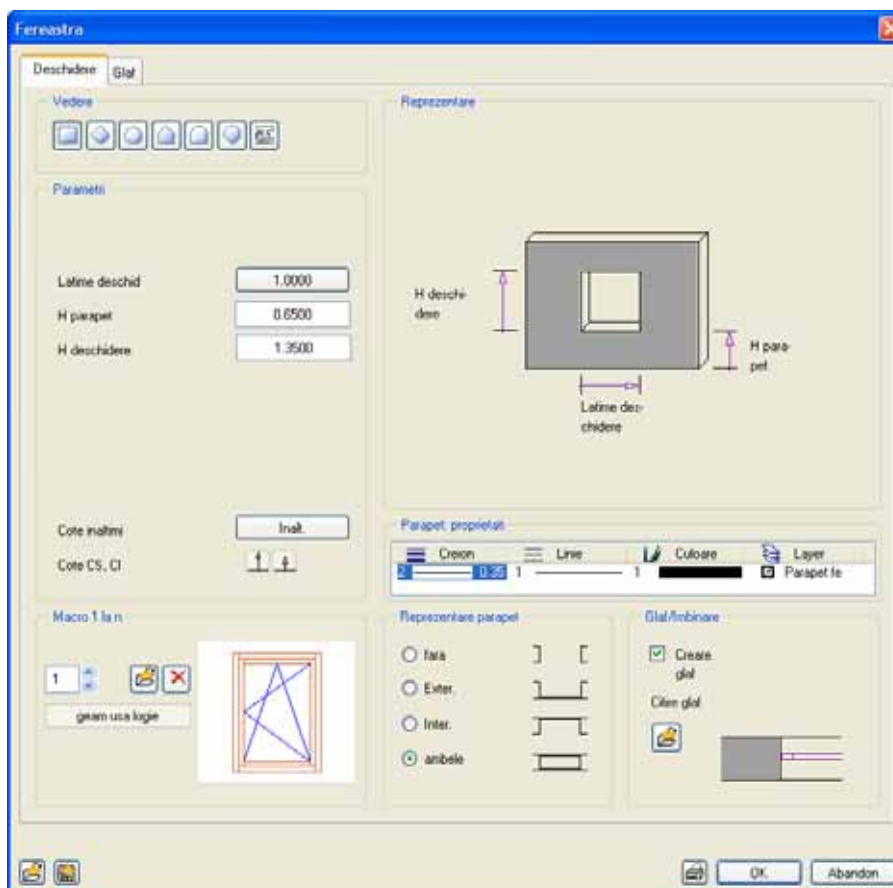 Fereastra
Deschidere Glaf
Vedere
Parametri
Latime deschid 1.0000
H parapet 0.6500
H deschidere 1.3500
Cote inaltimi Inalt.
Cote CS, CI
Macro 1 la n
1
geam usa logie
Reprezentare
H deschi-
dere
H para-
pet
Latime des-
chidere
Parapet, proprietati
Creion Linie Culoare Layer
2 0.35 1 1 Parapet fe
Reprezentare parapet
fara
Exter.
Inter.
ambele
Glaf/Imbinare
Creare
glaf
Citire glaf
OK
Abandon